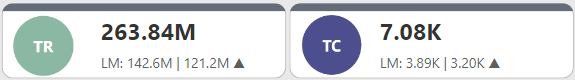 TR
263.84M
LM: 142.6M | 121.2M ▲
TC
7.08K
LM: 3.89K | 3.20K ▲